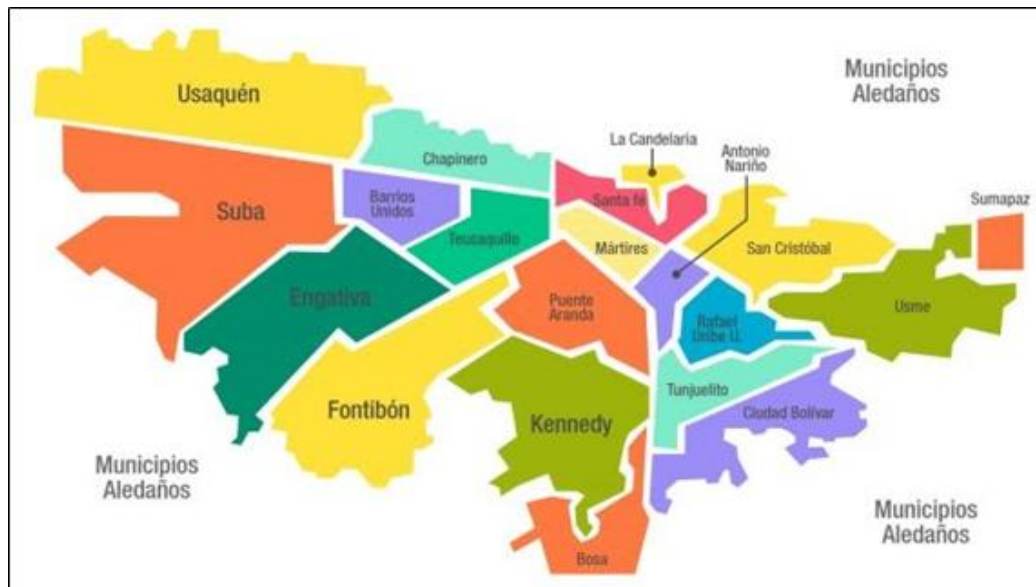 Usaquén
Municipios
Aledaños
Chapinero
La Candelaria
Antonio
Nariño
Suba
Barrios
Unidos
Santa fé
Sumapaz
Teusaquillo
Mártires
San Cristóbal
Engativa
Puente
Aranda
Rafael
Uribe U.
Usme
Fontibón
Kennedy
Tunjuelito
Ciudad Bolívar
Municipios
Aledaños
Municipios
Aledaños
Bosa